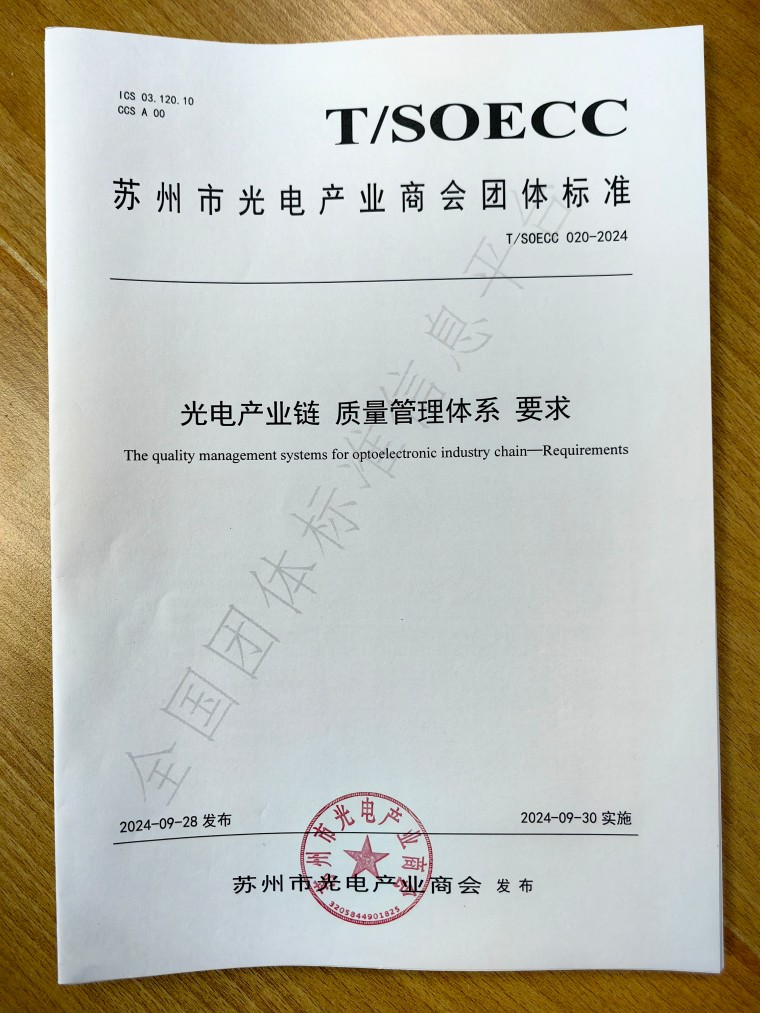 ICS 03.120.10
CCS A 00
T/SOECC
苏州市光电产业商会团体标准
T/SOECC 020-2024
光电产业链 质量管理体系 要求
The quality management systems for optoelectronic industry chain—Requirements
全国团体标准信息平台
2024-09-28 发布
2024-09-30 实施
苏州市光电产业商会 发布
苏州市光电产业商会
3205844901825